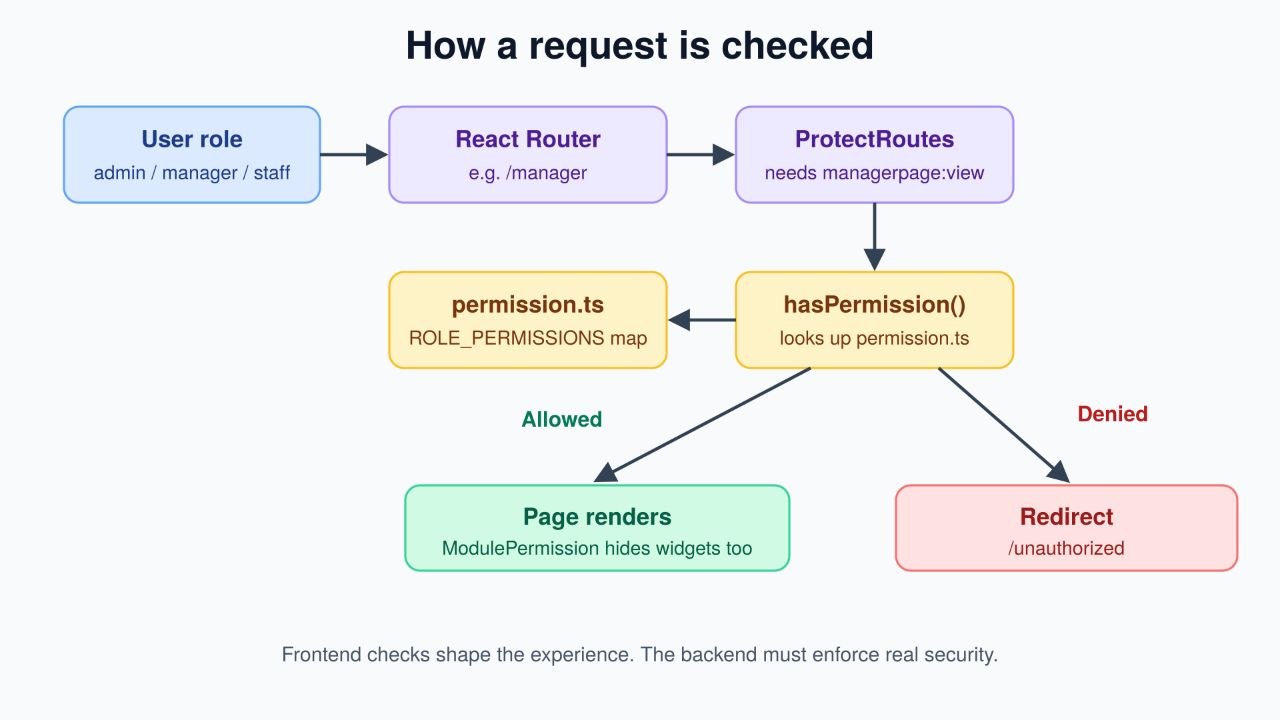 How a request is checked
User role
admin / manager / staff
React Router
e.g. /manager
ProtectRoutes
needs managerpage:view
permission.ts
ROLE_PERMISSIONS map
hasPermission()
looks up permission.ts
Allowed
Denied
Page renders
ModulePermission hides widgets too
Redirect
/unauthorized
Frontend checks shape the experience. The backend must enforce real security.